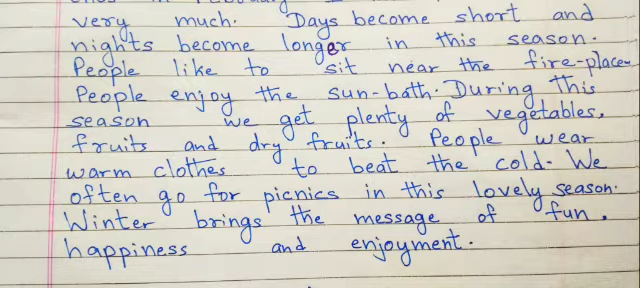 very much. Days become short and
nights become longer in this season.
People like to sit near the fire-place.
People enjoy the sun-bath. During this
season we get plenty of vegetables,
fruits and dry fruits. People wear
warm clothes to beat the cold. We
often go for picnics in this lovely season.
Winter brings the message of fun,
happiness and enjoyment.